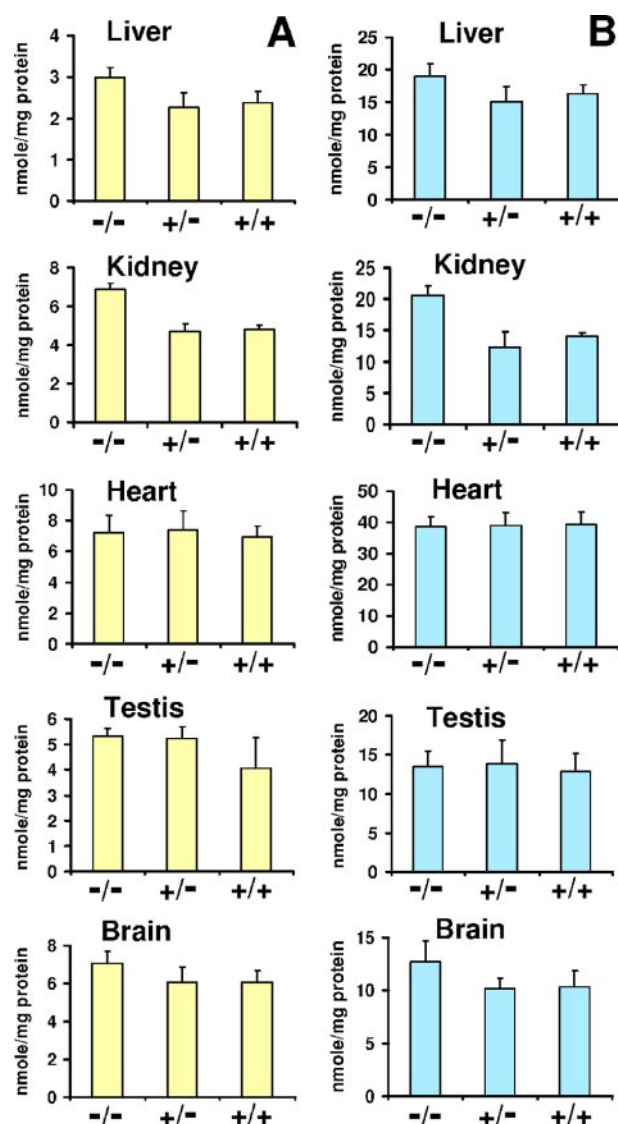 Liver A
nmole/mg protein
4
3
2
1
0
-/- +/- +/+
Liver B
nmole/mg protein
25
20
15
10
5
0
-/- +/- +/+
Kidney
nmole/mg protein
8
6
4
2
0
-/- +/- +/+
Kidney
nmole/mg protein
25
20
15
10
5
0
-/- +/- +/+
Heart
nmole/mg protein
10
8
6
4
2
0
-/- +/- +/+
Heart
nmole/mg protein
50
40
30
20
10
0
-/- +/- +/+
Testis
nmole/mg protein
6
5
4
3
2
1
0
-/- +/- +/+
Testis
nmole/mg protein
20
15
10
5
0
-/- +/- +/+
Brain
nmole/mg protein
8
6
4
2
0
-/- +/- +/+
Brain
nmole/mg protein
15
10
5
0
-/- +/- +/+